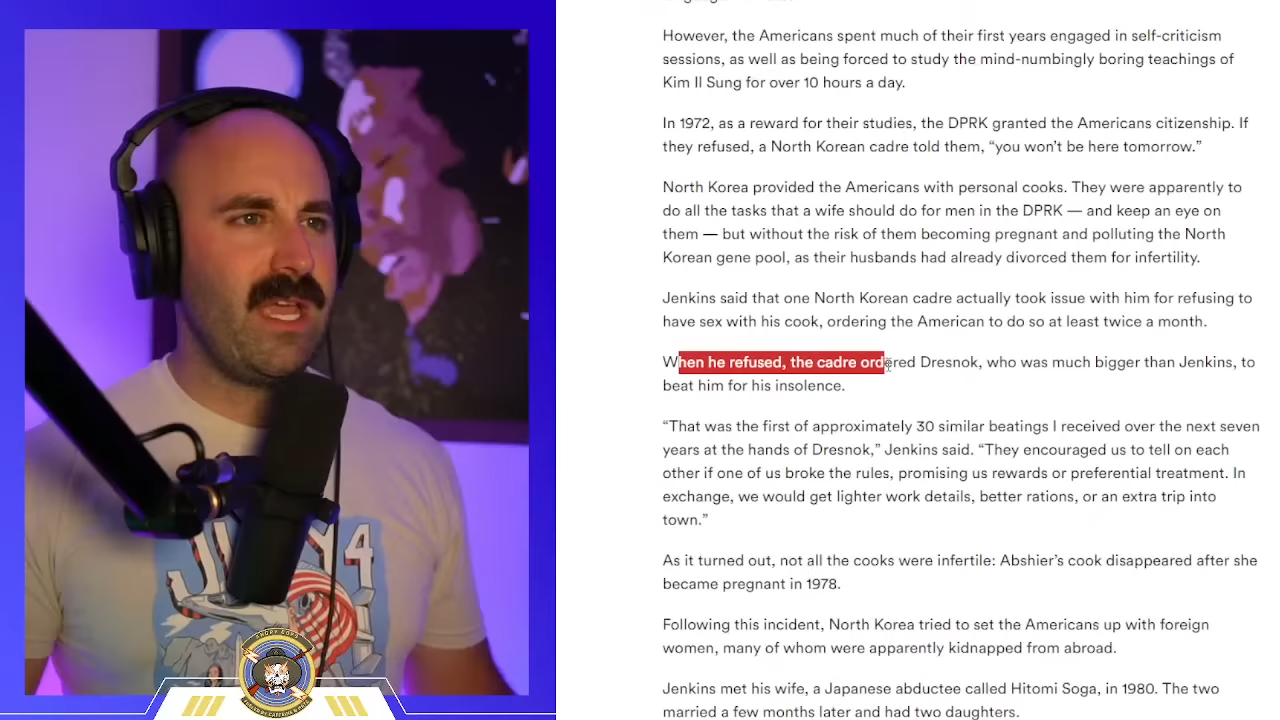 However, the Americans spent much of their first years engaged in self-criticism
sessions, as well as being forced to study the mind-numbingly boring teachings of
Kim Il Sung for over 10 hours a day.
In 1972, as a reward for their studies, the DPRK granted the Americans citizenship. If
they refused, a North Korean cadre told them, “you won’t be here tomorrow.”
North Korea provided the Americans with personal cooks. They were apparently to
do all the tasks that a wife should do for men in the DPRK — and keep an eye on
them — but without the risk of them becoming pregnant and polluting the North
Korean gene pool, as their husbands had already divorced them for infertility.
Jenkins said that one North Korean cadre actually took issue with him for refusing to
have sex with his cook, ordering the American to do so at least twice a month.
When he refused, the cadre ordered Dresnok, who was much bigger than Jenkins, to
beat him for his insolence.
“That was the first of approximately 30 similar beatings I received over the next seven
years at the hands of Dresnok,” Jenkins said. “They encouraged us to tell on each
other if one of us broke the rules, promising us rewards or preferential treatment. In
exchange, we would get lighter work details, better rations, or an extra trip into
town.”
As it turned out, not all the cooks were infertile: Abshier’s cook disappeared after she
became pregnant in 1978.
Following this incident, North Korea tried to set the Americans up with foreign
women, many of whom were apparently kidnapped from abroad.
Jenkins met his wife, a Japanese abductee called Hitomi Soga, in 1980. The two
married a few months later and had two daughters.
JULY 4
ANGRY COPS